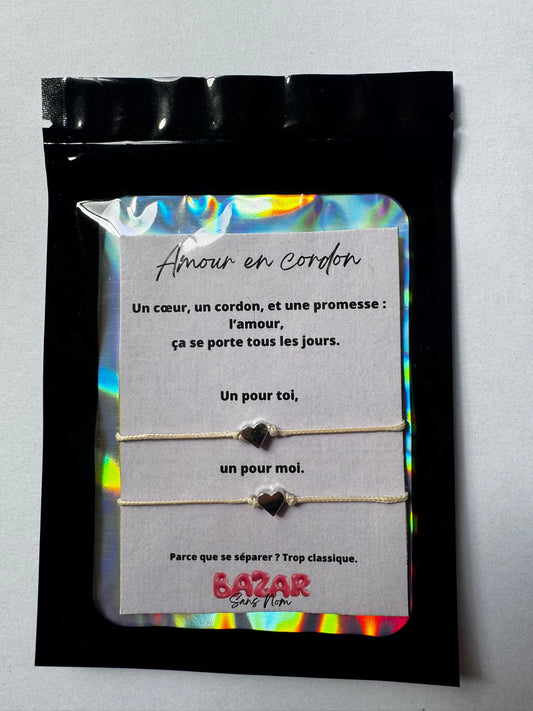 Amour en cordon
Un cœur, un cordon, et une promesse :
l’amour,
ça se porte tous les jours.
Un pour toi,
un pour moi.
Parce que se séparer ? Trop classique.
BAZAR
Sans Nom